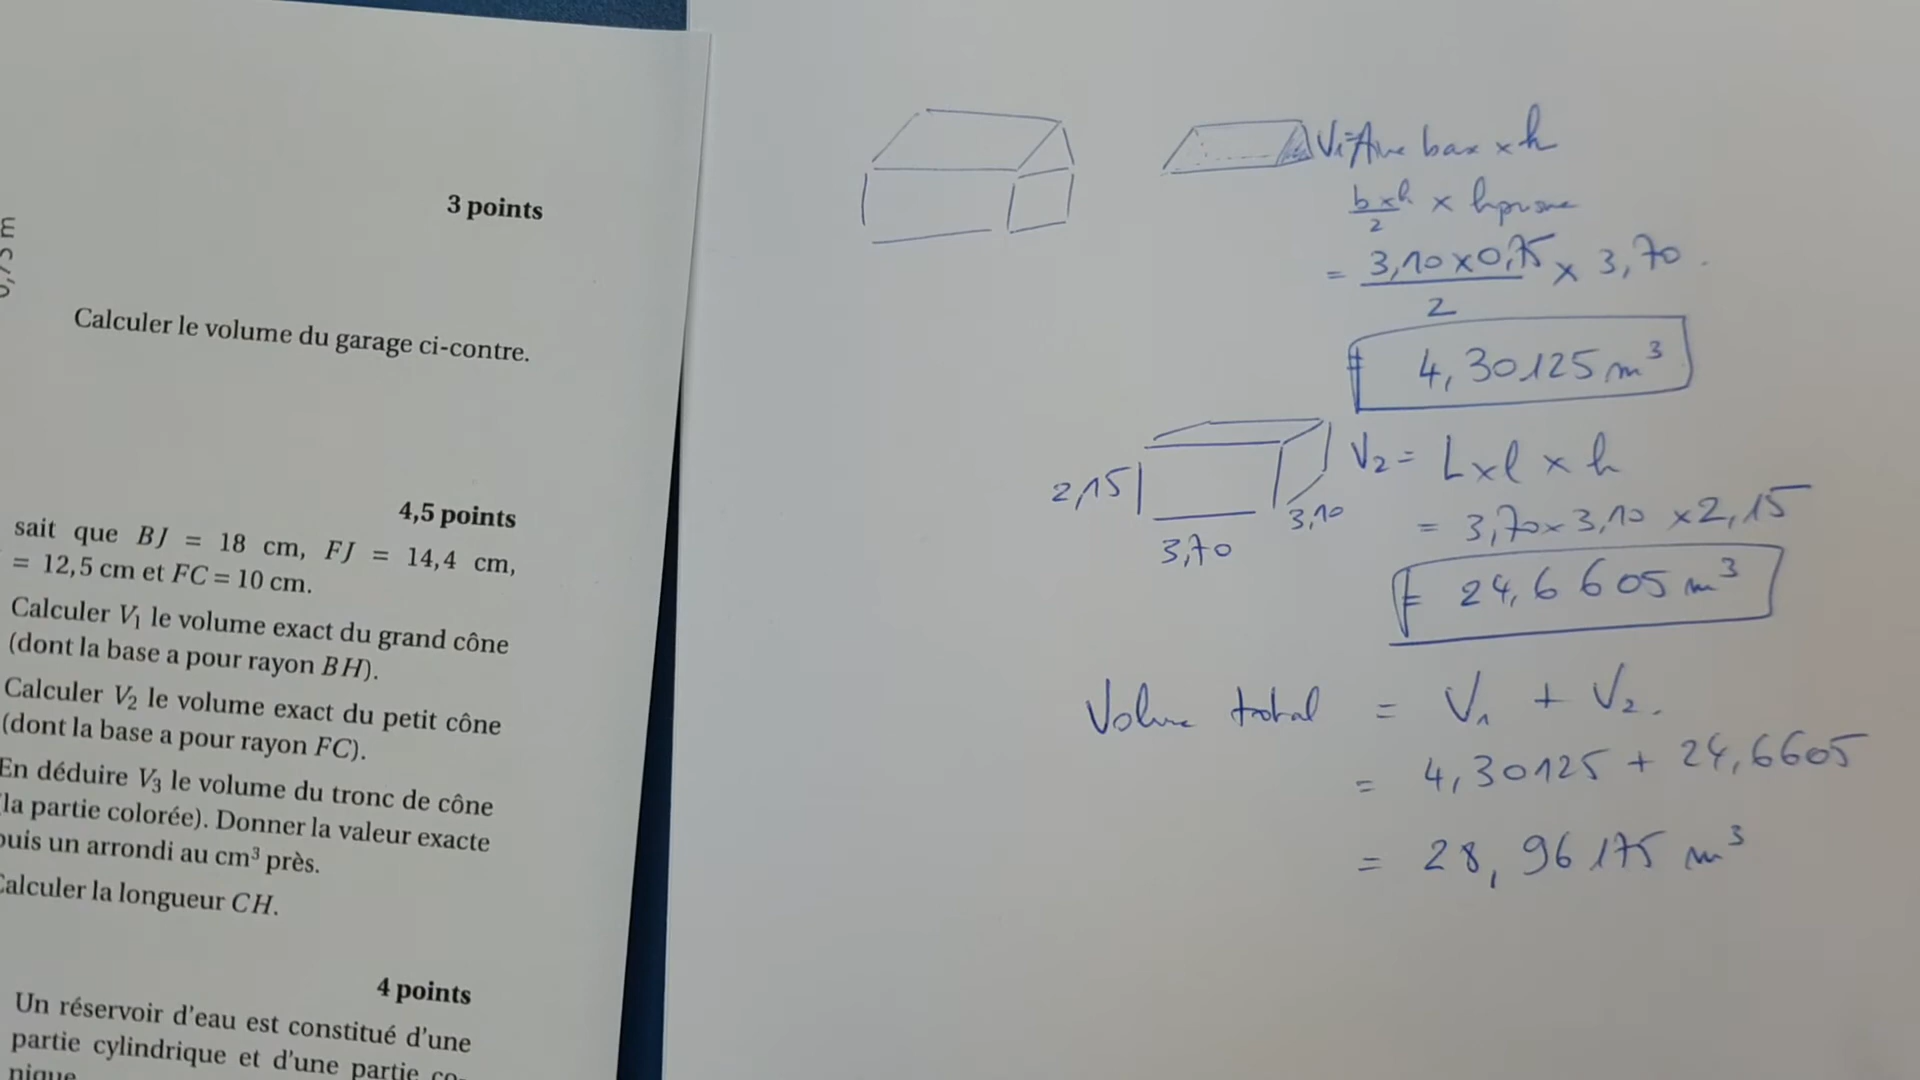 0,75 m
3 points
Calculer le volume du garage ci-contre.
4,5 points
sait que BJ = 18 cm, FJ = 14,4 cm,
= 12,5 cm et FC = 10 cm.
Calculer V₁ le volume exact du grand cône
(dont la base a pour rayon BH).
Calculer V₂ le volume exact du petit cône
(dont la base a pour rayon FC).
En déduire V₃ le volume du tronc de cône
(la partie colorée). Donner la valeur exacte
puis un arrondi au cm³ près.
Calculer la longueur CH.
4 points
Un réservoir d'eau est constitué d'une
partie cylindrique et d'une partie co-
nique
V₁ = Aire base × h
b×h/2 × hprisme
= 3,10 × 0,75 / 2 × 3,70
= 4,30125 m³
2,15
3,10
3,70
V₂ = L×l × h
= 3,70 × 3,10 × 2,15
= 24,6605 m³
Volume total = V₁ + V₂.
= 4,30125 + 24,6605
= 28,96175 m³